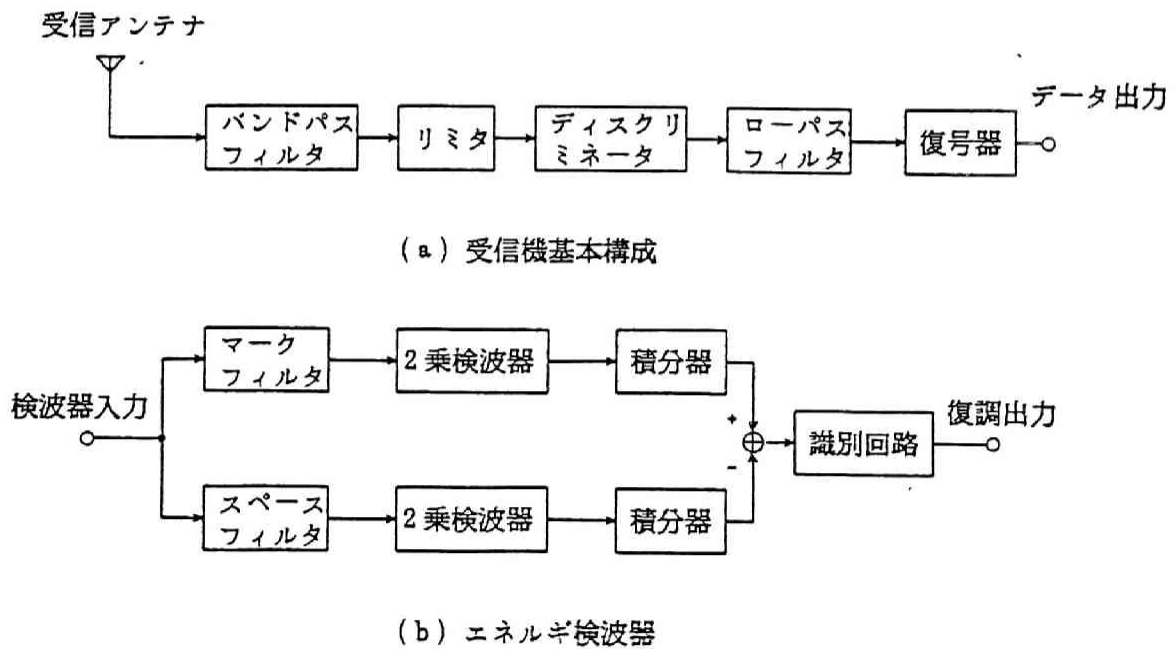 受信アンテナ
データ出力
バンドパス
フィルタ
リミタ
ディスクリ
ミネータ
ローパス
フィルタ
復号器
(a) 受信機基本構成
マーク
フィルタ
2乗検波器
積分器
検波器入力
+
-
識別回路
復調出力
スペース
フィルタ
2乗検波器
積分器
(b) エネルギ検波器